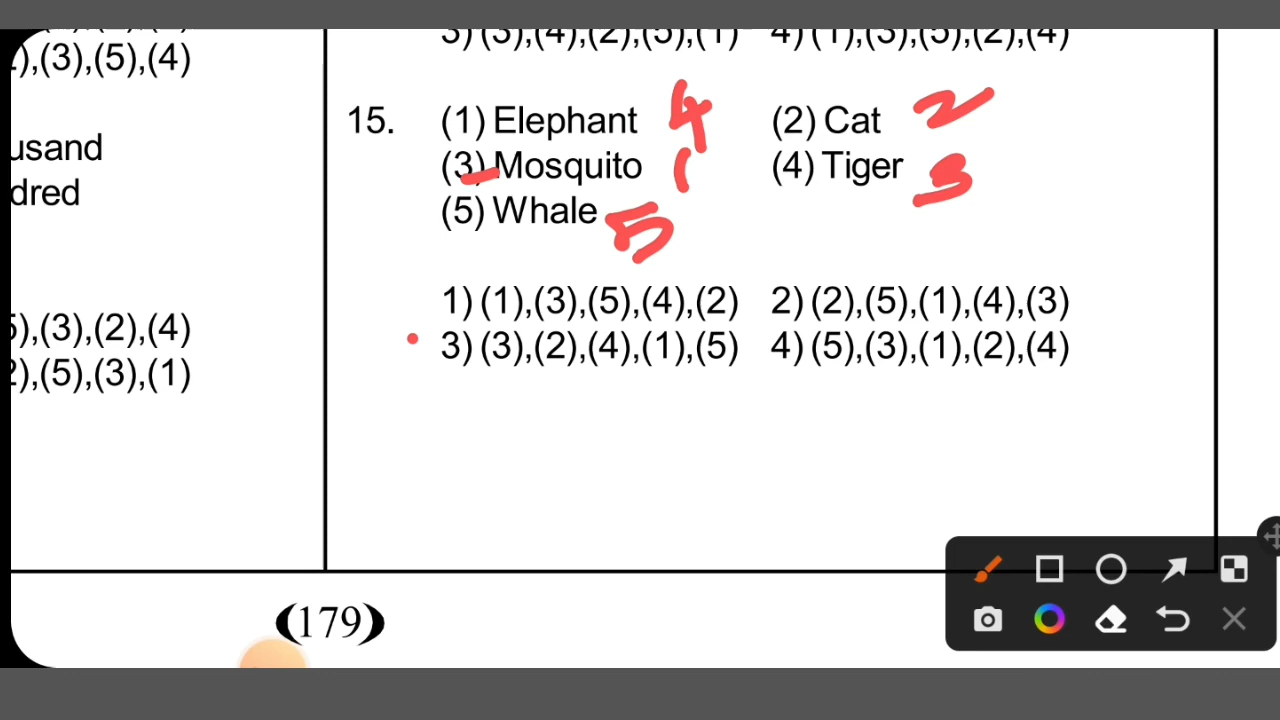 ),(3),(5),(4)
usand
dred
),(3),(2),(4)
),(5),(3),(1)
3) (3),(4),(2),(5),(1) 4) (1),(3),(5),(2),(4)
15. (1) Elephant 4 (2) Cat 2
(3) Mosquito 1 (4) Tiger 3
(5) Whale 5
1) (1),(3),(5),(4),(2) 2) (2),(5),(1),(4),(3)
3) (3),(2),(4),(1),(5) 4) (5),(3),(1),(2),(4)
(179)